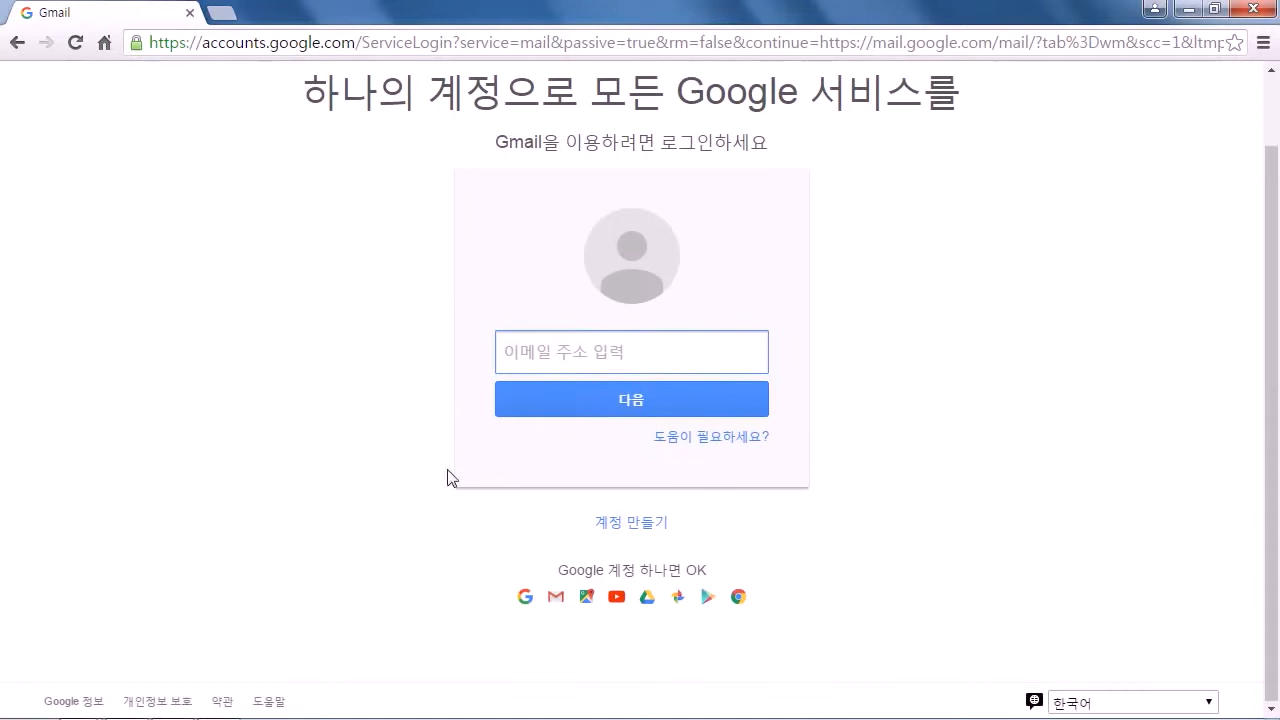 Gmail
https://accounts.google.com/ServiceLogin?service=mail&passive=true&rm=false&continue=https://mail.google.com/mail/?tab%3Dwm&scc=1&ltmp
하나의 계정으로 모든 Google 서비스를
Gmail을 이용하려면 로그인하세요
이메일 주소 입력
다음
도움이 필요하세요?
계정 만들기
Google 계정 하나면 OK
Google 정보 개인정보 보호 약관 도움말 한국어